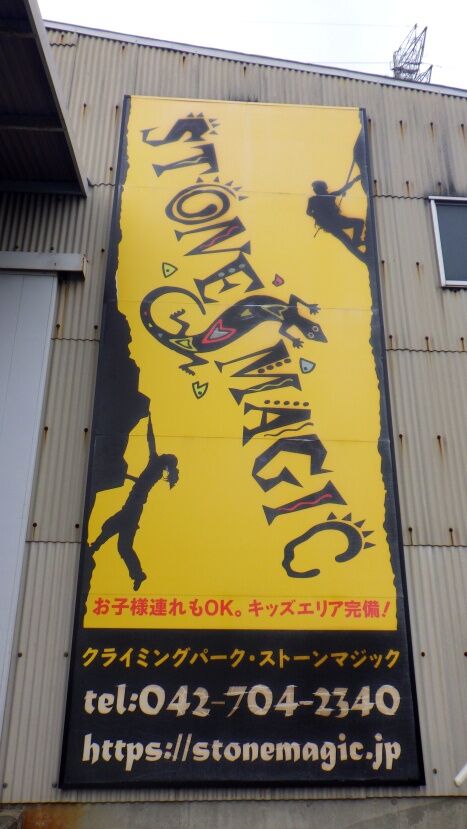 STONE MAGIC
お子様連れもOK。キッズエリア完備!
クライミングパーク・ストーンマジック
tel:042-704-2340
https://stonemagic.jp